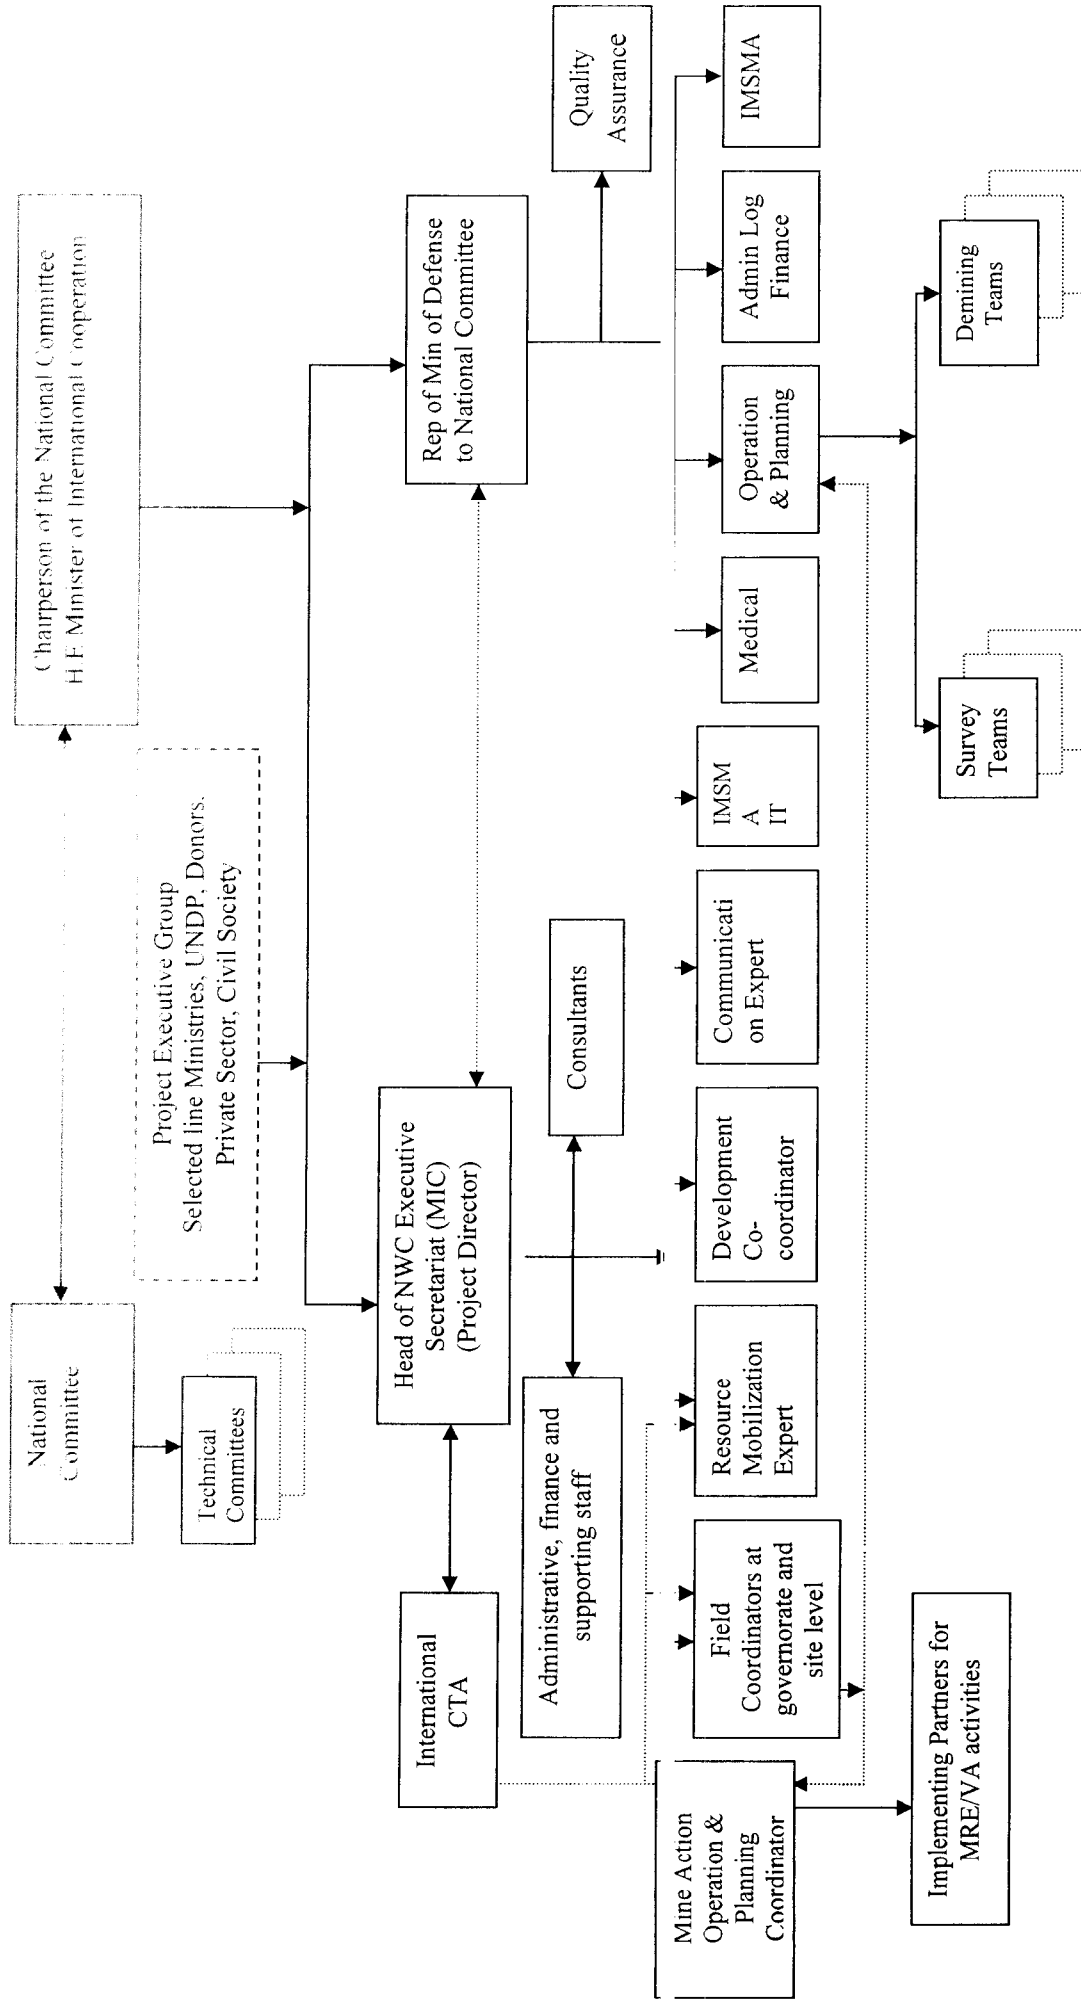 National
Committee
Chairperson of the National Committee
H.E Minister of International Cooperation
Technical
Committees
Project Executive Group
Selected line Ministries, UNDP, Donors.
Private Sector, Civil Society
International
CTA
Head of NWC Executive
Secretariat (MIC)
(Project Director)
Rep of Min of Defense
to National Committee
Administrative, finance and
supporting staff
Consultants
Quality
Assurance
Mine Action
Operation &
Planning
Coordinator
Field
Coordinators at
governorate and
site level
Resource
Mobilization
Expert
Development
Co-
coordinator
Communicati
on Expert
IMSM
A
IT
Medical
Operation
& Planning
Admin Log
Finance
IMSMA
Implementing Partners for
MRE/VA activities
Survey
Teams
Demining
Teams